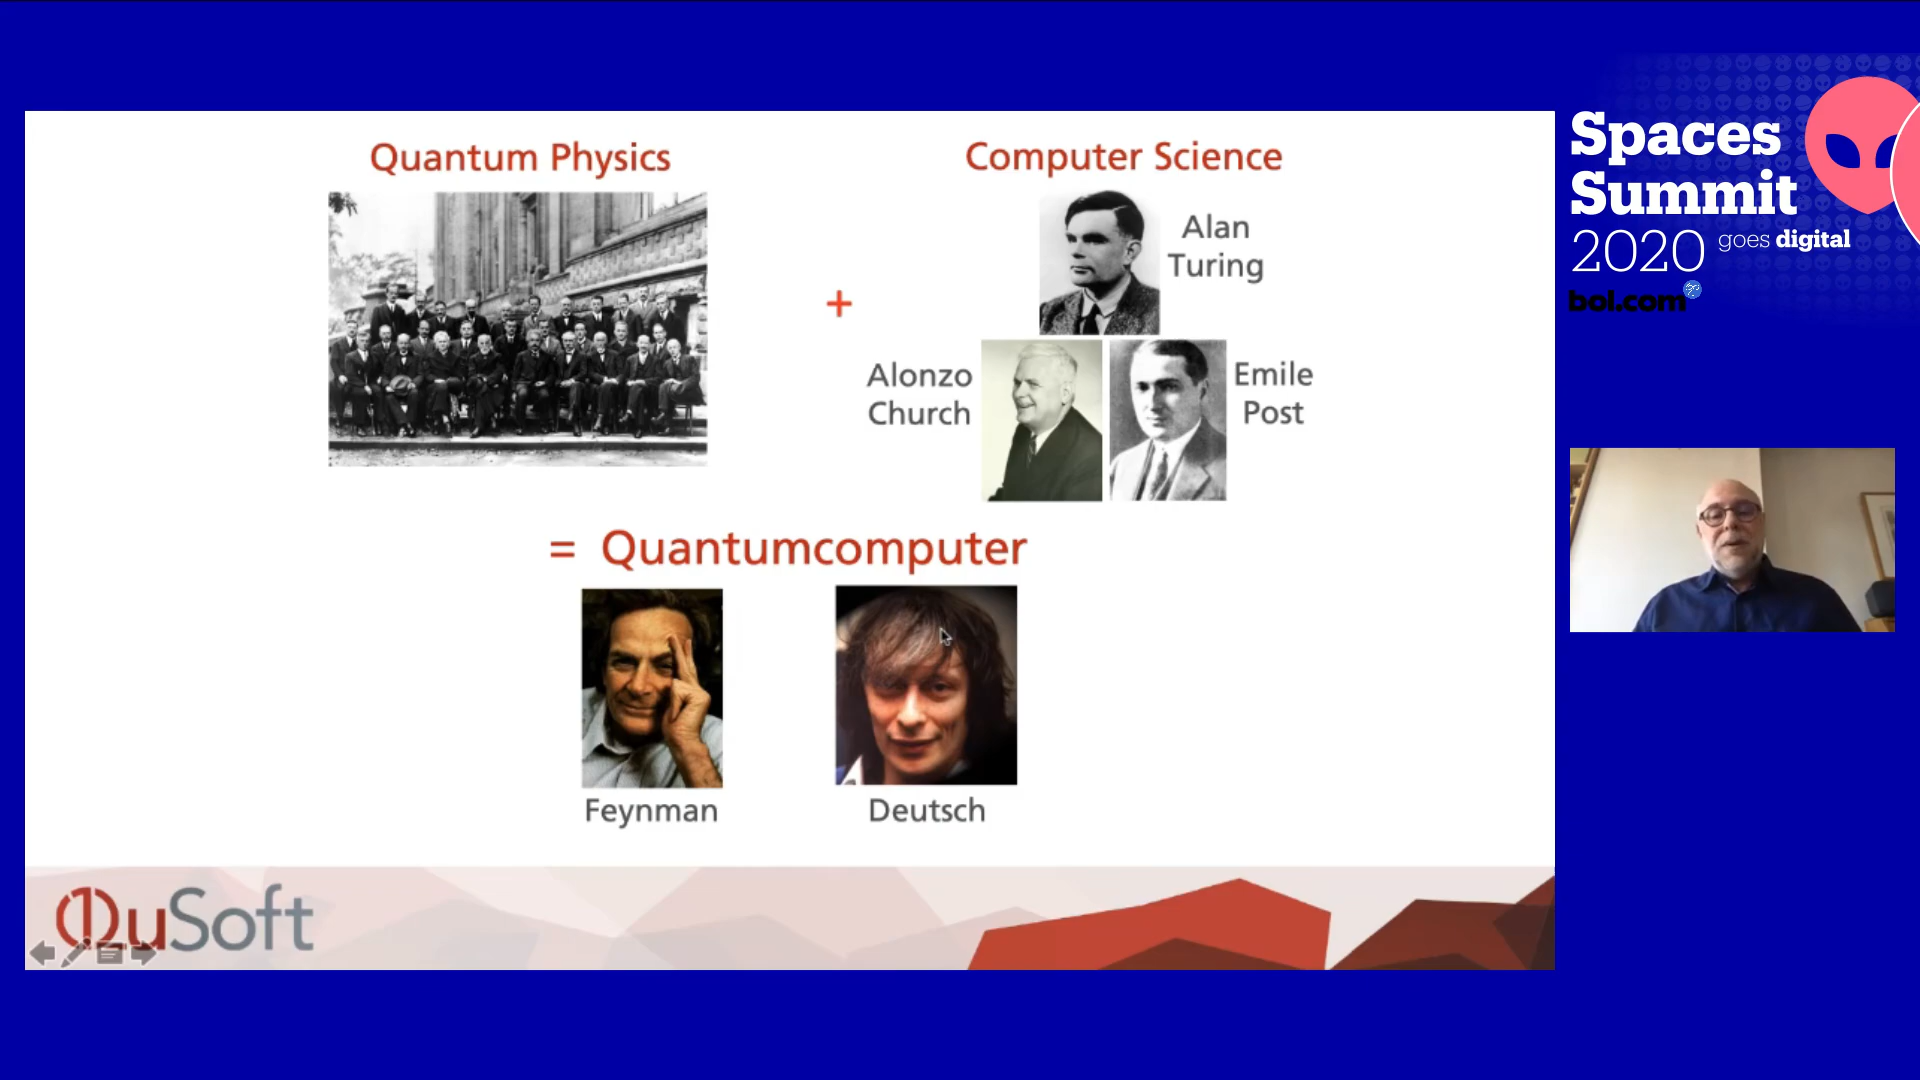 Quantum Physics
Computer Science
Alan
Turing
+
Alonzo
Church
Emile
Post
= Quantumcomputer
Feynman
Deutsch
QuSoft
Spaces
Summit
2020 goes digital
bol.com